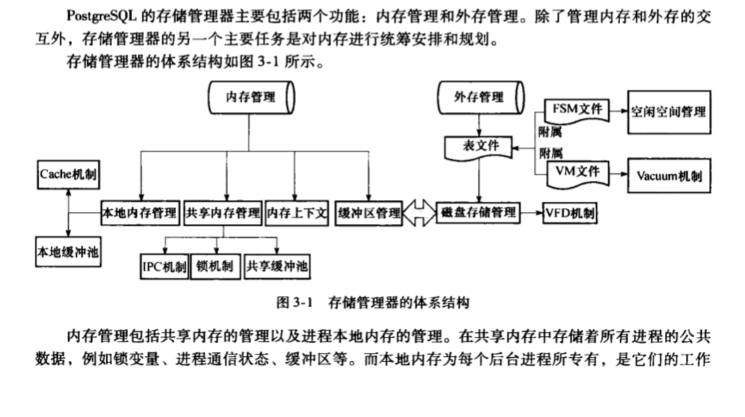 PostgreSQL 的存储管理器主要包括两个功能：内存管理和外存管理。除了管理内存和外存的交
互外，存储管理器的另一个主要任务是对内存进行统筹安排和规划。
存储管理器的体系结构如图 3-1 所示。
内存管理
外存管理
FSM文件
空闲空间管理
附属
表文件
附属
VM文件
Vacuum机制
Cache机制
本地内存管理
共享内存管理
内存上下文
缓冲区管理
磁盘存储管理
VFD机制
本地缓冲池
IPC机制
锁机制
共享缓冲池
图 3-1 存储管理器的体系结构
内存管理包括共享内存的管理以及进程本地内存的管理。在共享内存中存储着所有进程的公共
数据，例如锁变量、进程通信状态、缓冲区等。而本地内存为每个后台进程所专有，是它们的工作